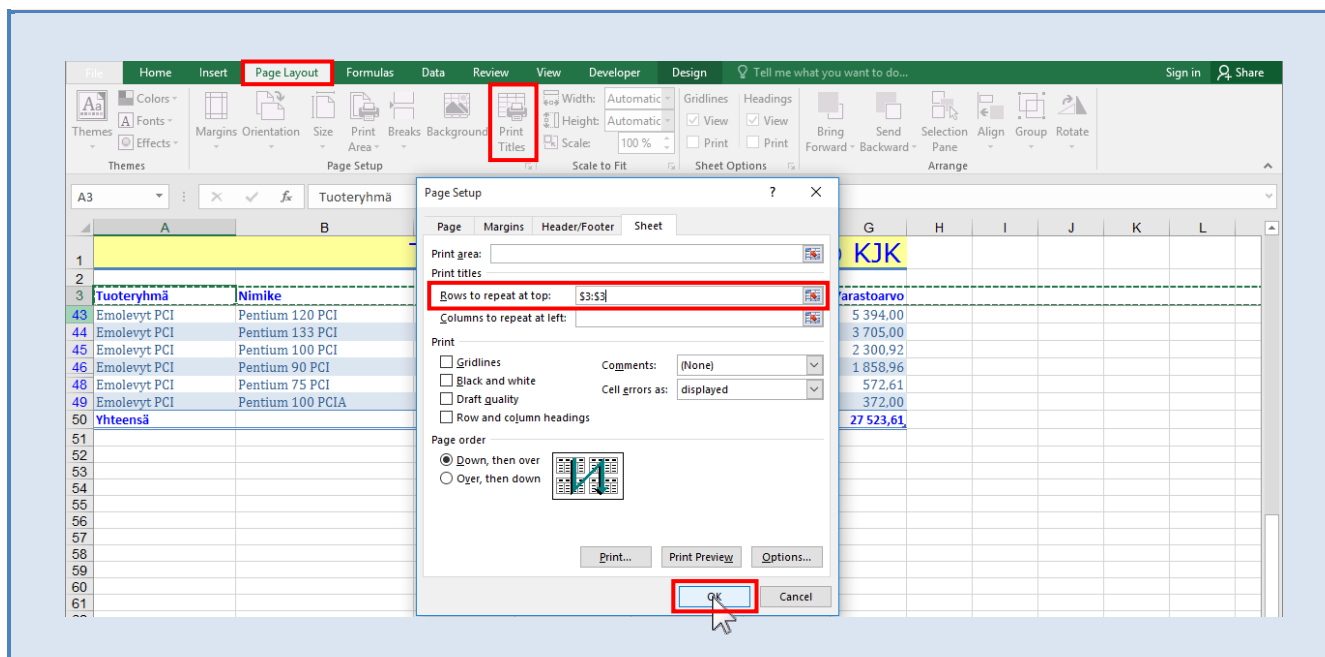 File Home Insert Page Layout Formulas Data Review View Developer Design Tell me what you want to do... Sign in Share
Colors Width: Automatic Gridlines Headings
Themes A Fonts Margins Orientation Size Print Area Breaks Background Print Titles Height: Automatic View View Bring Forward Send Backward Selection Pane Align Group Rotate
Effects Scale: 100 % Print Print
Themes Page Setup Scale to Fit Sheet Options Arrange
A3 fx Tuoteryhmä
Page Setup ? ×
A B G H I J K L
Page Margins Header/Footer Sheet
1 KJK
Print area:
Print titles
2
3 Tuoteryhmä Nimike
Rows to repeat at top: $3:$3
43 Emolevyt PCI Pentium 120 PCI 5 394,00
Columns to repeat at left:
44 Emolevyt PCI Pentium 133 PCI 3 705,00
Print
45 Emolevyt PCI Pentium 100 PCI 2 300,92
Gridlines Comments: (None)
46 Emolevyt PCI Pentium 90 PCI 1 858,96
Black and white Cell errors as: displayed
48 Emolevyt PCI Pentium 75 PCI 572,61
Draft quality
49 Emolevyt PCI Pentium 100 PCIA 372,00
Row and column headings
50 Yhteensä 27 523,61
Page order
51
Down, then over
52
Over, then down
53
54
55
56
57
58
Print... Print Preview Options...
59
60
OK Cancel
61